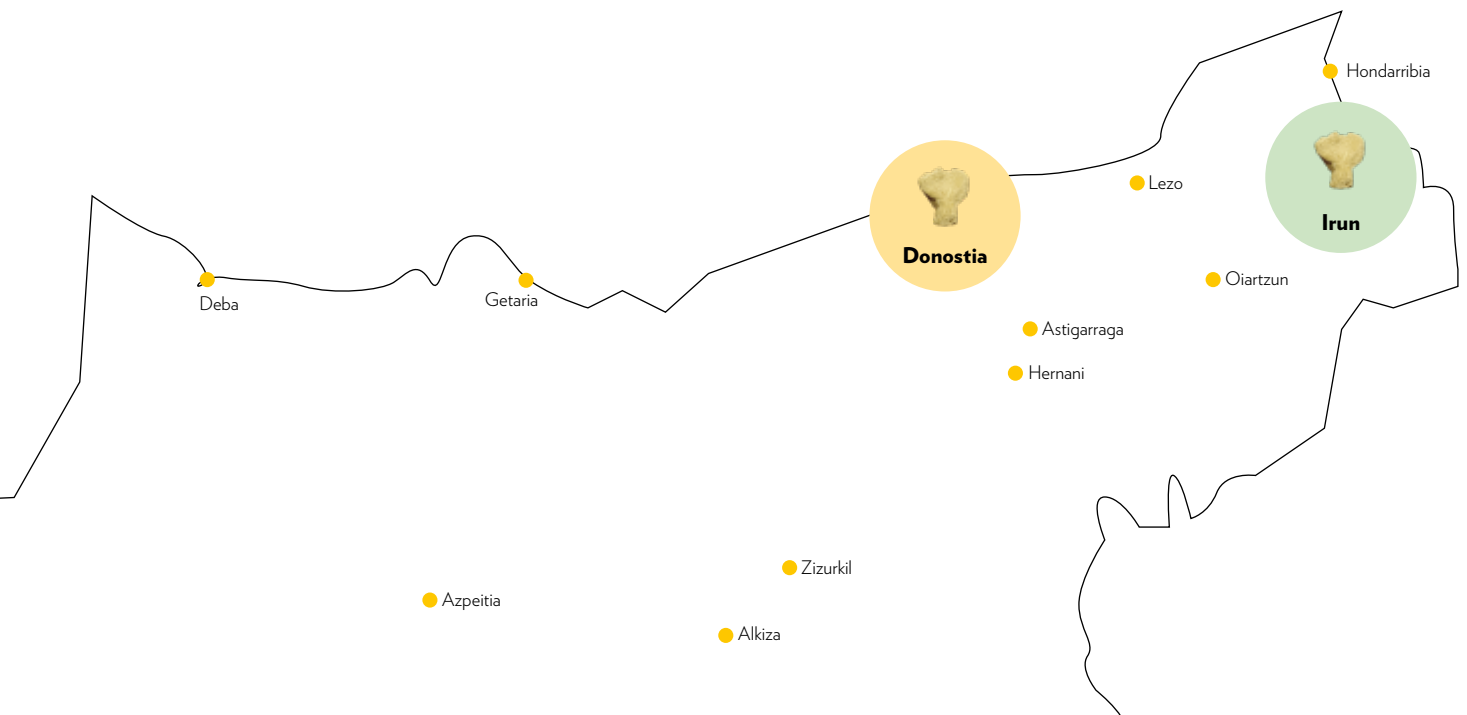 Hondarribia
Lezo
Irun
Donostia
Oiartzun
Getaria
Deba
Astigarraga
Hernani
Zizurkil
Azpeitia
Alkiza